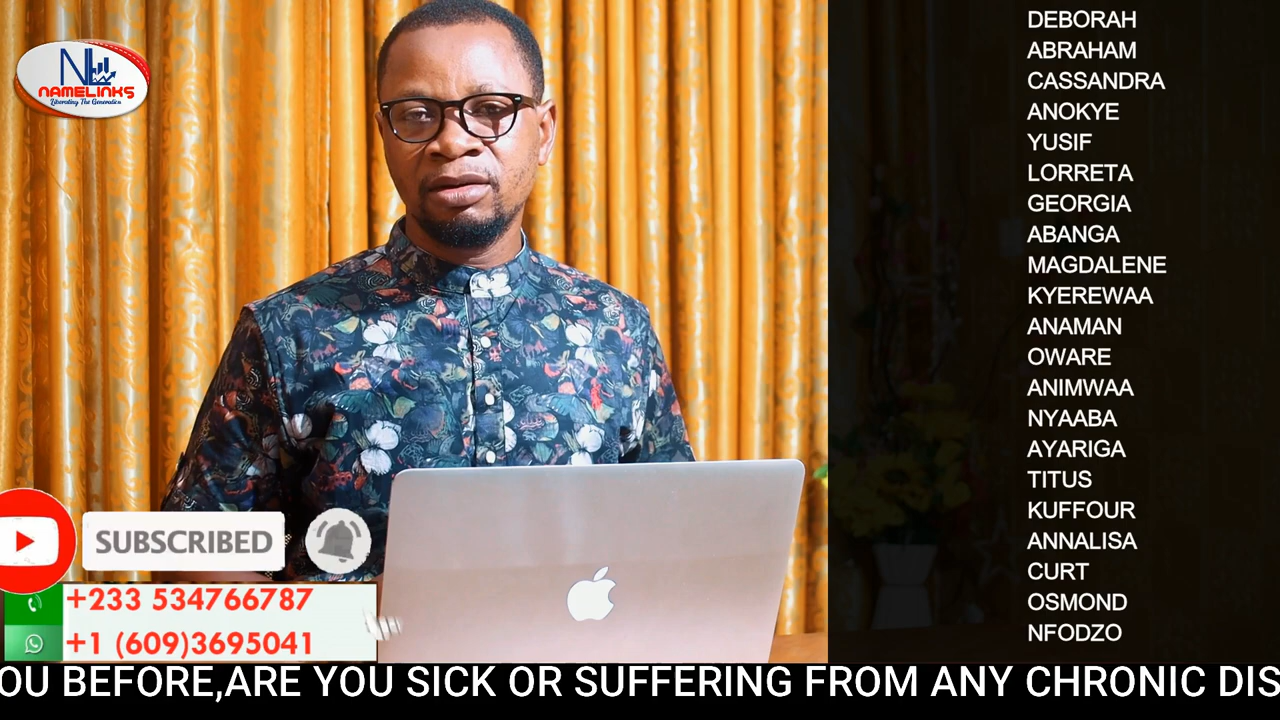 NL
NAMELINKS
Liberating The Generation
SUBSCRIBED
+233 534766787
+1 (609)3695041
DEBORAH
ABRAHAM
CASSANDRA
ANOKYE
YUSIF
LORRETA
GEORGIA
ABANGA
MAGDALENE
KYEREWAA
ANAMAN
OWARE
ANIMWAA
NYAABA
AYARIGA
TITUS
KUFFOUR
ANNALISA
CURT
OSMOND
NFODZO
OU BEFORE,ARE YOU SICK OR SUFFERING FROM ANY CHRONIC DIS